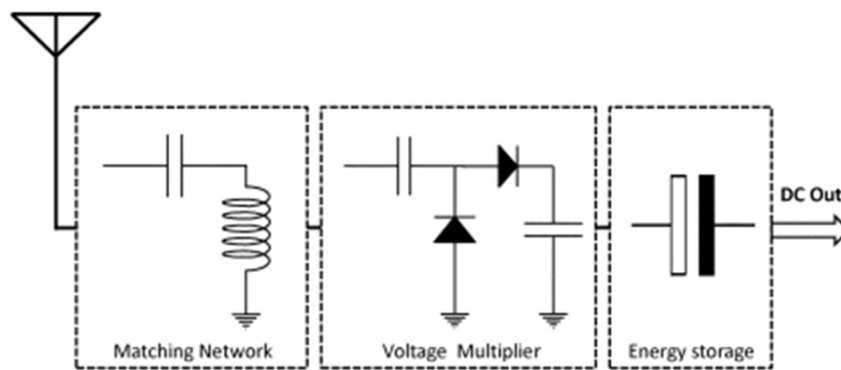 DC Out
Matching Network
Voltage Multiplier
Energy storage